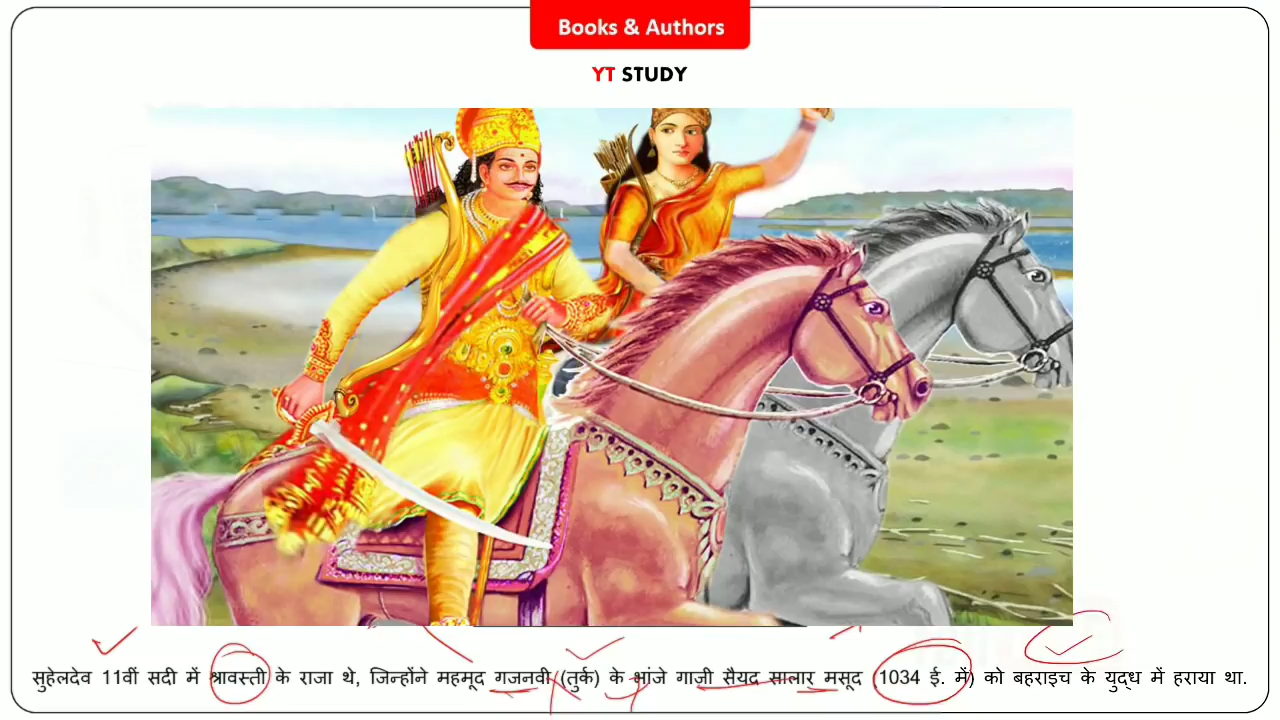 Books & Authors
YT STUDY
सुहेलदेव 11वीं सदी में श्रावस्ती के राजा थे, जिन्होंने महमूद गजनवी (तुर्क) के भांजे गाज़ी सैयद सालार मसूद (1034 ई. में) को बहराइच के युद्ध में हराया था.